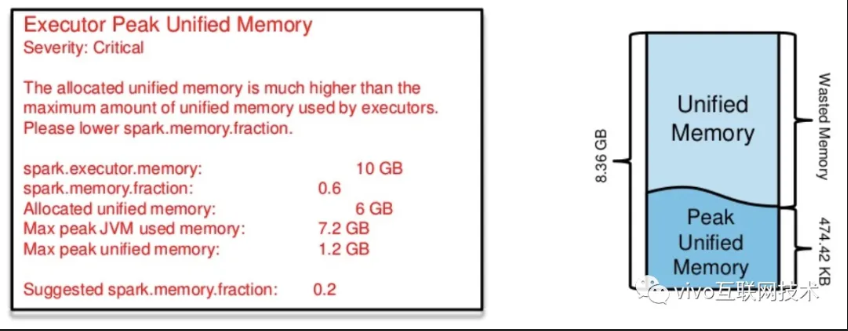 Executor Peak Unified Memory
Severity: Critical
The allocated unified memory is much higher than the
maximum amount of unified memory used by executors.
Please lower spark.memory.fraction.
spark.executor.memory: 10 GB
spark.memory.fraction: 0.6
Allocated unified memory: 6 GB
Max peak JVM used memory: 7.2 GB
Max peak unified memory: 1.2 GB
Suggested spark.memory.fraction: 0.2
8.36 GB
Unified
Memory
Peak
Unified
Memory
Wasted Memory
474.42 KB
vivo互联网技术